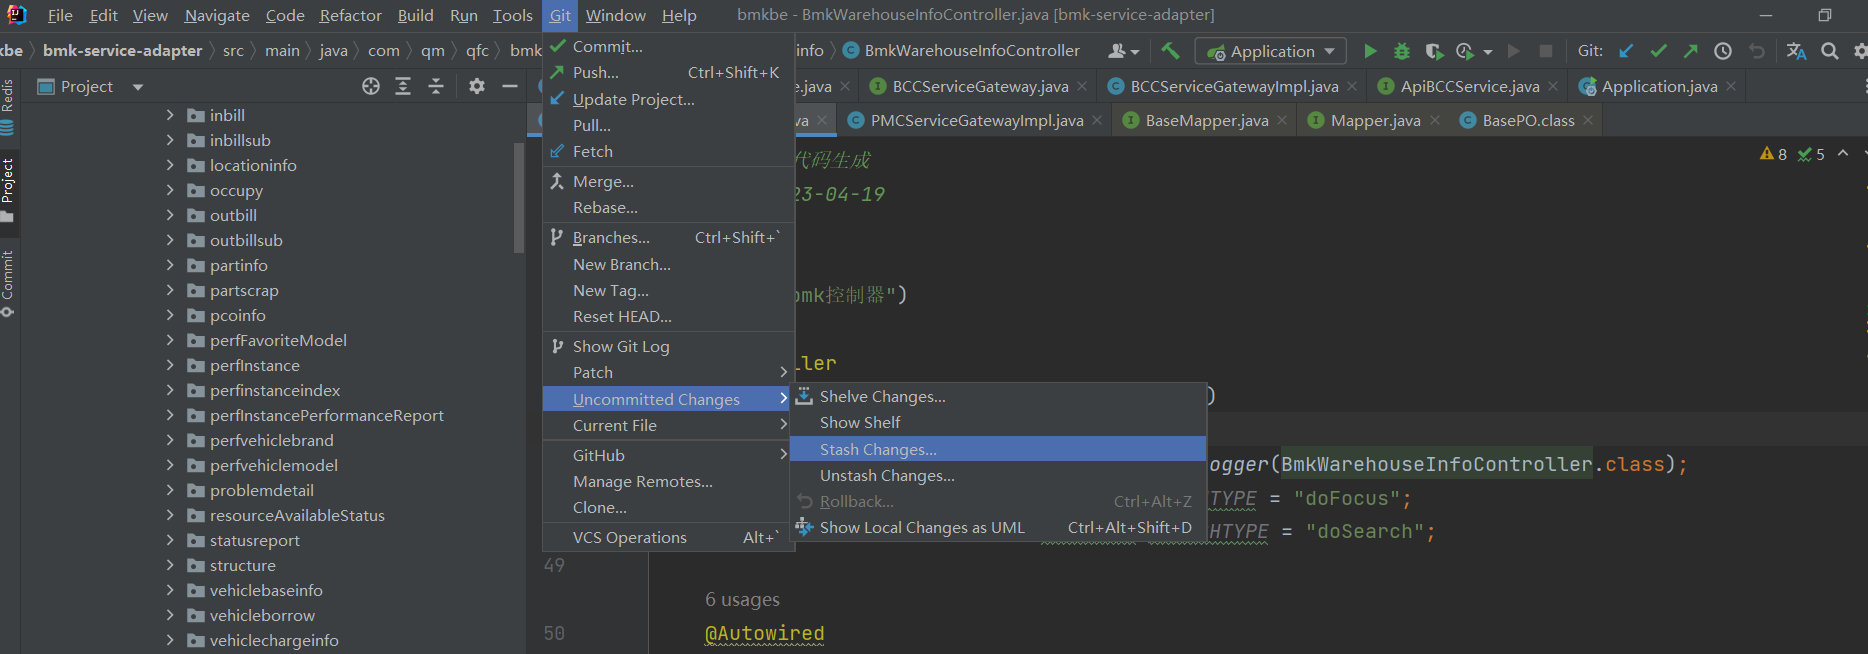 File Edit View Navigate Code Refactor Build Run Tools Git Window Help bmkbe - BmkWarehouseInfoController.java [bmk-service-adapter]
kbe bmk-service-adapter src main java com qm qfc bmk info BmkWarehouseInfoController Application Git:
Project
e.java BCCServiceGateway.java BCCServiceGatewayImpl.java ApiBCCService.java Application.java
va PMCServiceGatewayImpl.java BaseMapper.java Mapper.java BasePO.class
Redis
Project
Commit
inbill
inbillsub
locationinfo
occupy
outbill
outbillsub
partinfo
partscrap
pcoinfo
perfFavoriteModel
perfInstance
perfinstanceindex
perfInstancePerformanceReport
perfvehiclebrand
perfvehiclemodel
problemdetail
resourceAvailableStatus
statusreport
structure
vehiclebaseinfo
vehicleborrow
vehiclechargeinfo
Commit...
Push... Ctrl+Shift+K
Update Project...
Pull...
Fetch
Merge...
Rebase...
Branches... Ctrl+Shift+`
New Branch...
New Tag...
Reset HEAD...
Show Git Log
Patch
Uncommitted Changes
Current File
GitHub
Manage Remotes...
Clone...
VCS Operations Alt+`
Shelve Changes...
Show Shelf
Stash Changes...
Unstash Changes...
Rollback... Ctrl+Alt+Z
Show Local Changes as UML Ctrl+Alt+Shift+D
8 5
代码生成
23-04-19
bmk控制器")
ller
)
ogger(BmkWarehouseInfoController.class);
TYPE = "doFocus";
HTYPE = "doSearch";
49
6 usages
50 @Autowired